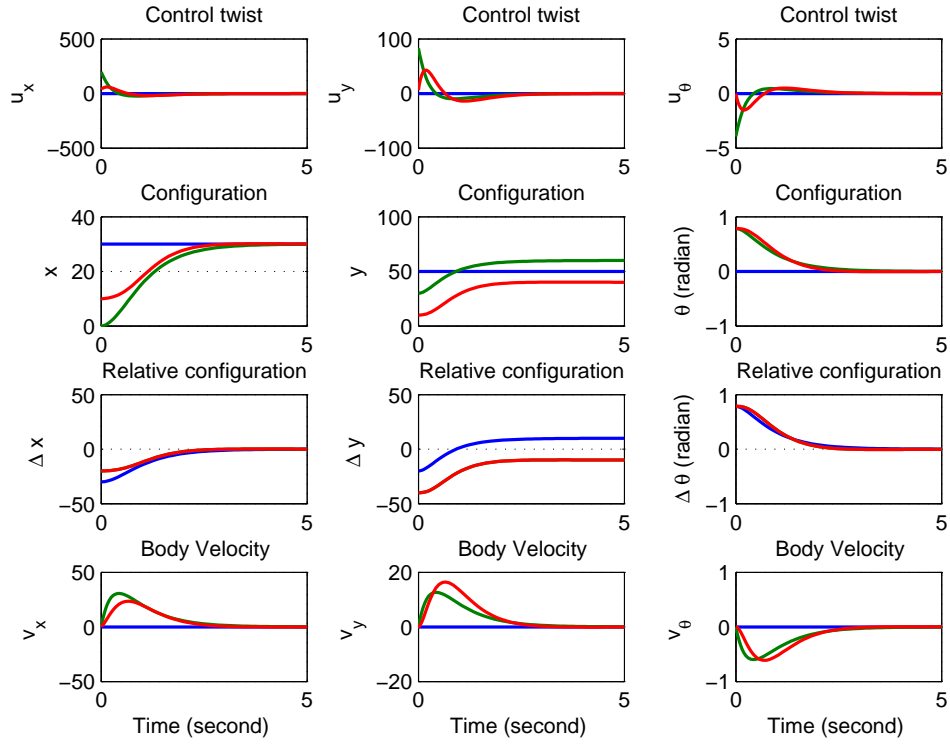 Control twist
Control twist
Control twist
500
0
−500
u_x
0
5
100
0
−100
u_y
0
5
5
0
−5
u_θ
0
5
Configuration
Configuration
Configuration
40
20
0
x
0
5
100
50
0
y
0
5
1
0
−1
θ (radian)
0
5
Relative configuration
Relative configuration
Relative configuration
50
0
−50
Δ x
0
5
50
0
−50
Δ y
0
5
1
0
−1
Δ θ (radian)
0
5
Body Velocity
Body Velocity
Body Velocity
50
0
−50
v_x
0
5
Time (second)
20
0
−20
v_y
0
5
Time (second)
1
0
−1
v_θ
0
5
Time (second)